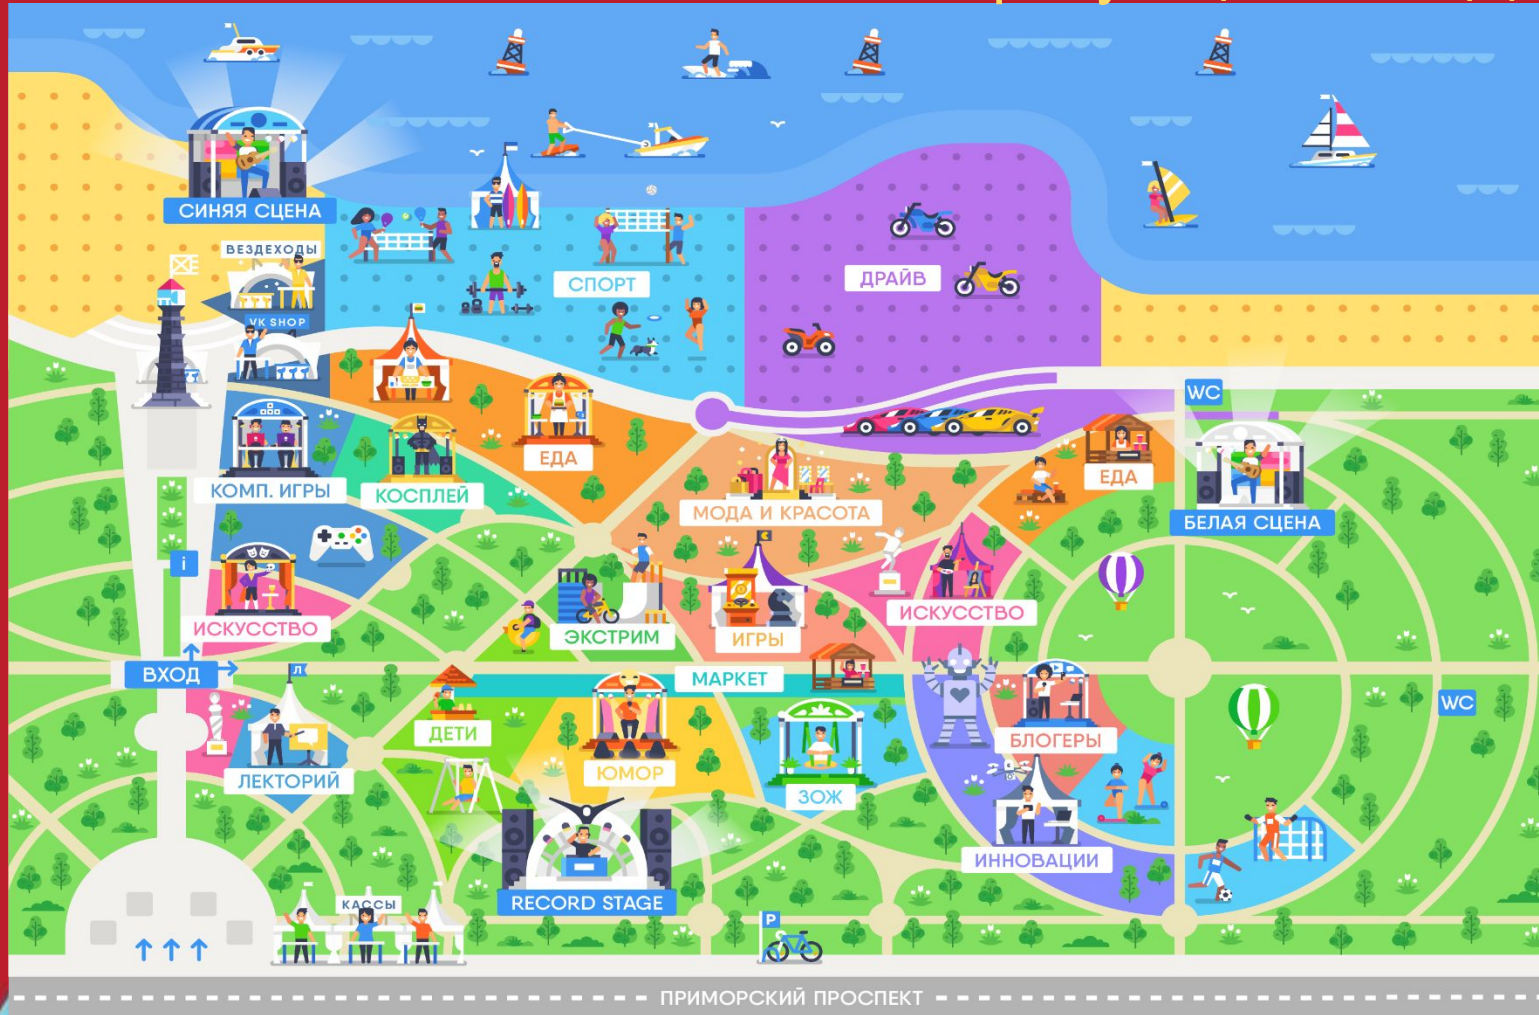 СИНЯЯ СЦЕНА
ВЕЗДЕХОДЫ
VK SHOP
СПОРТ
ДРАЙВ
WC
ЕДА
ЕДА
КОМП. ИГРЫ
КОСПЛЕЙ
МОДА И КРАСОТА
БЕЛАЯ СЦЕНА
i
ИСКУССТВО
ЭКСТРИМ
ИГРЫ
ИСКУССТВО
ВХОД
Л
МАРКЕТ
WC
ДЕТИ
БЛОГЕРЫ
ЛЕКТОРИЙ
ЮМОР
ЗОЖ
ИННОВАЦИИ
КАССЫ
RECORD STAGE
P
ПРИМОРСКИЙ ПРОСПЕКТ